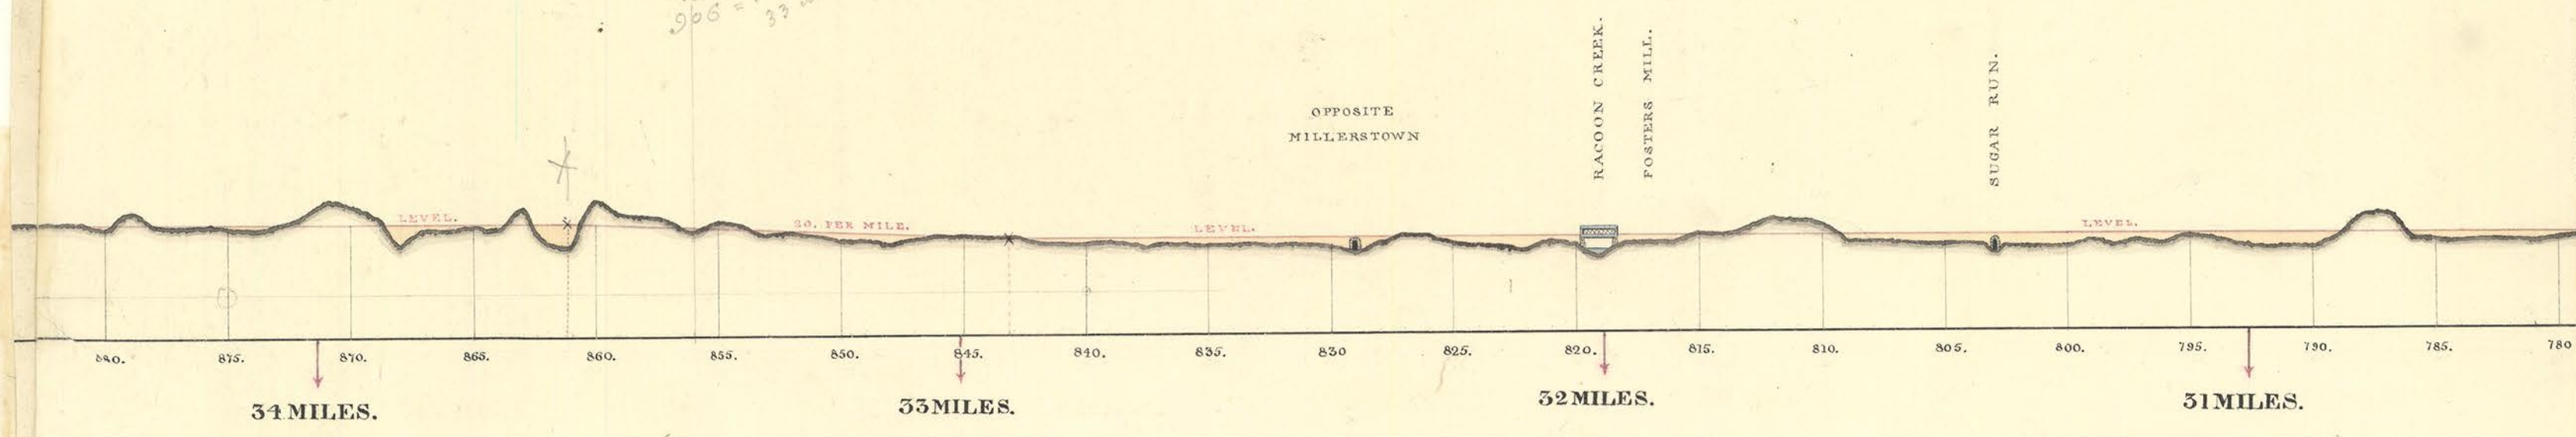 906 = 33
OPPOSITE
MILLERSTOWN
RACOON CREEK.
FOSTERS MILL.
SUGAR RUN.
LEVEL.
20. PER MILE.
LEVEL.
LEVEL.
880. 875. 870. 865. 860. 855. 850. 845. 840. 835. 830 825. 820. 815. 810. 805. 800. 795. 790. 785. 780
34 MILES.
33 MILES.
32 MILES.
31 MILES.